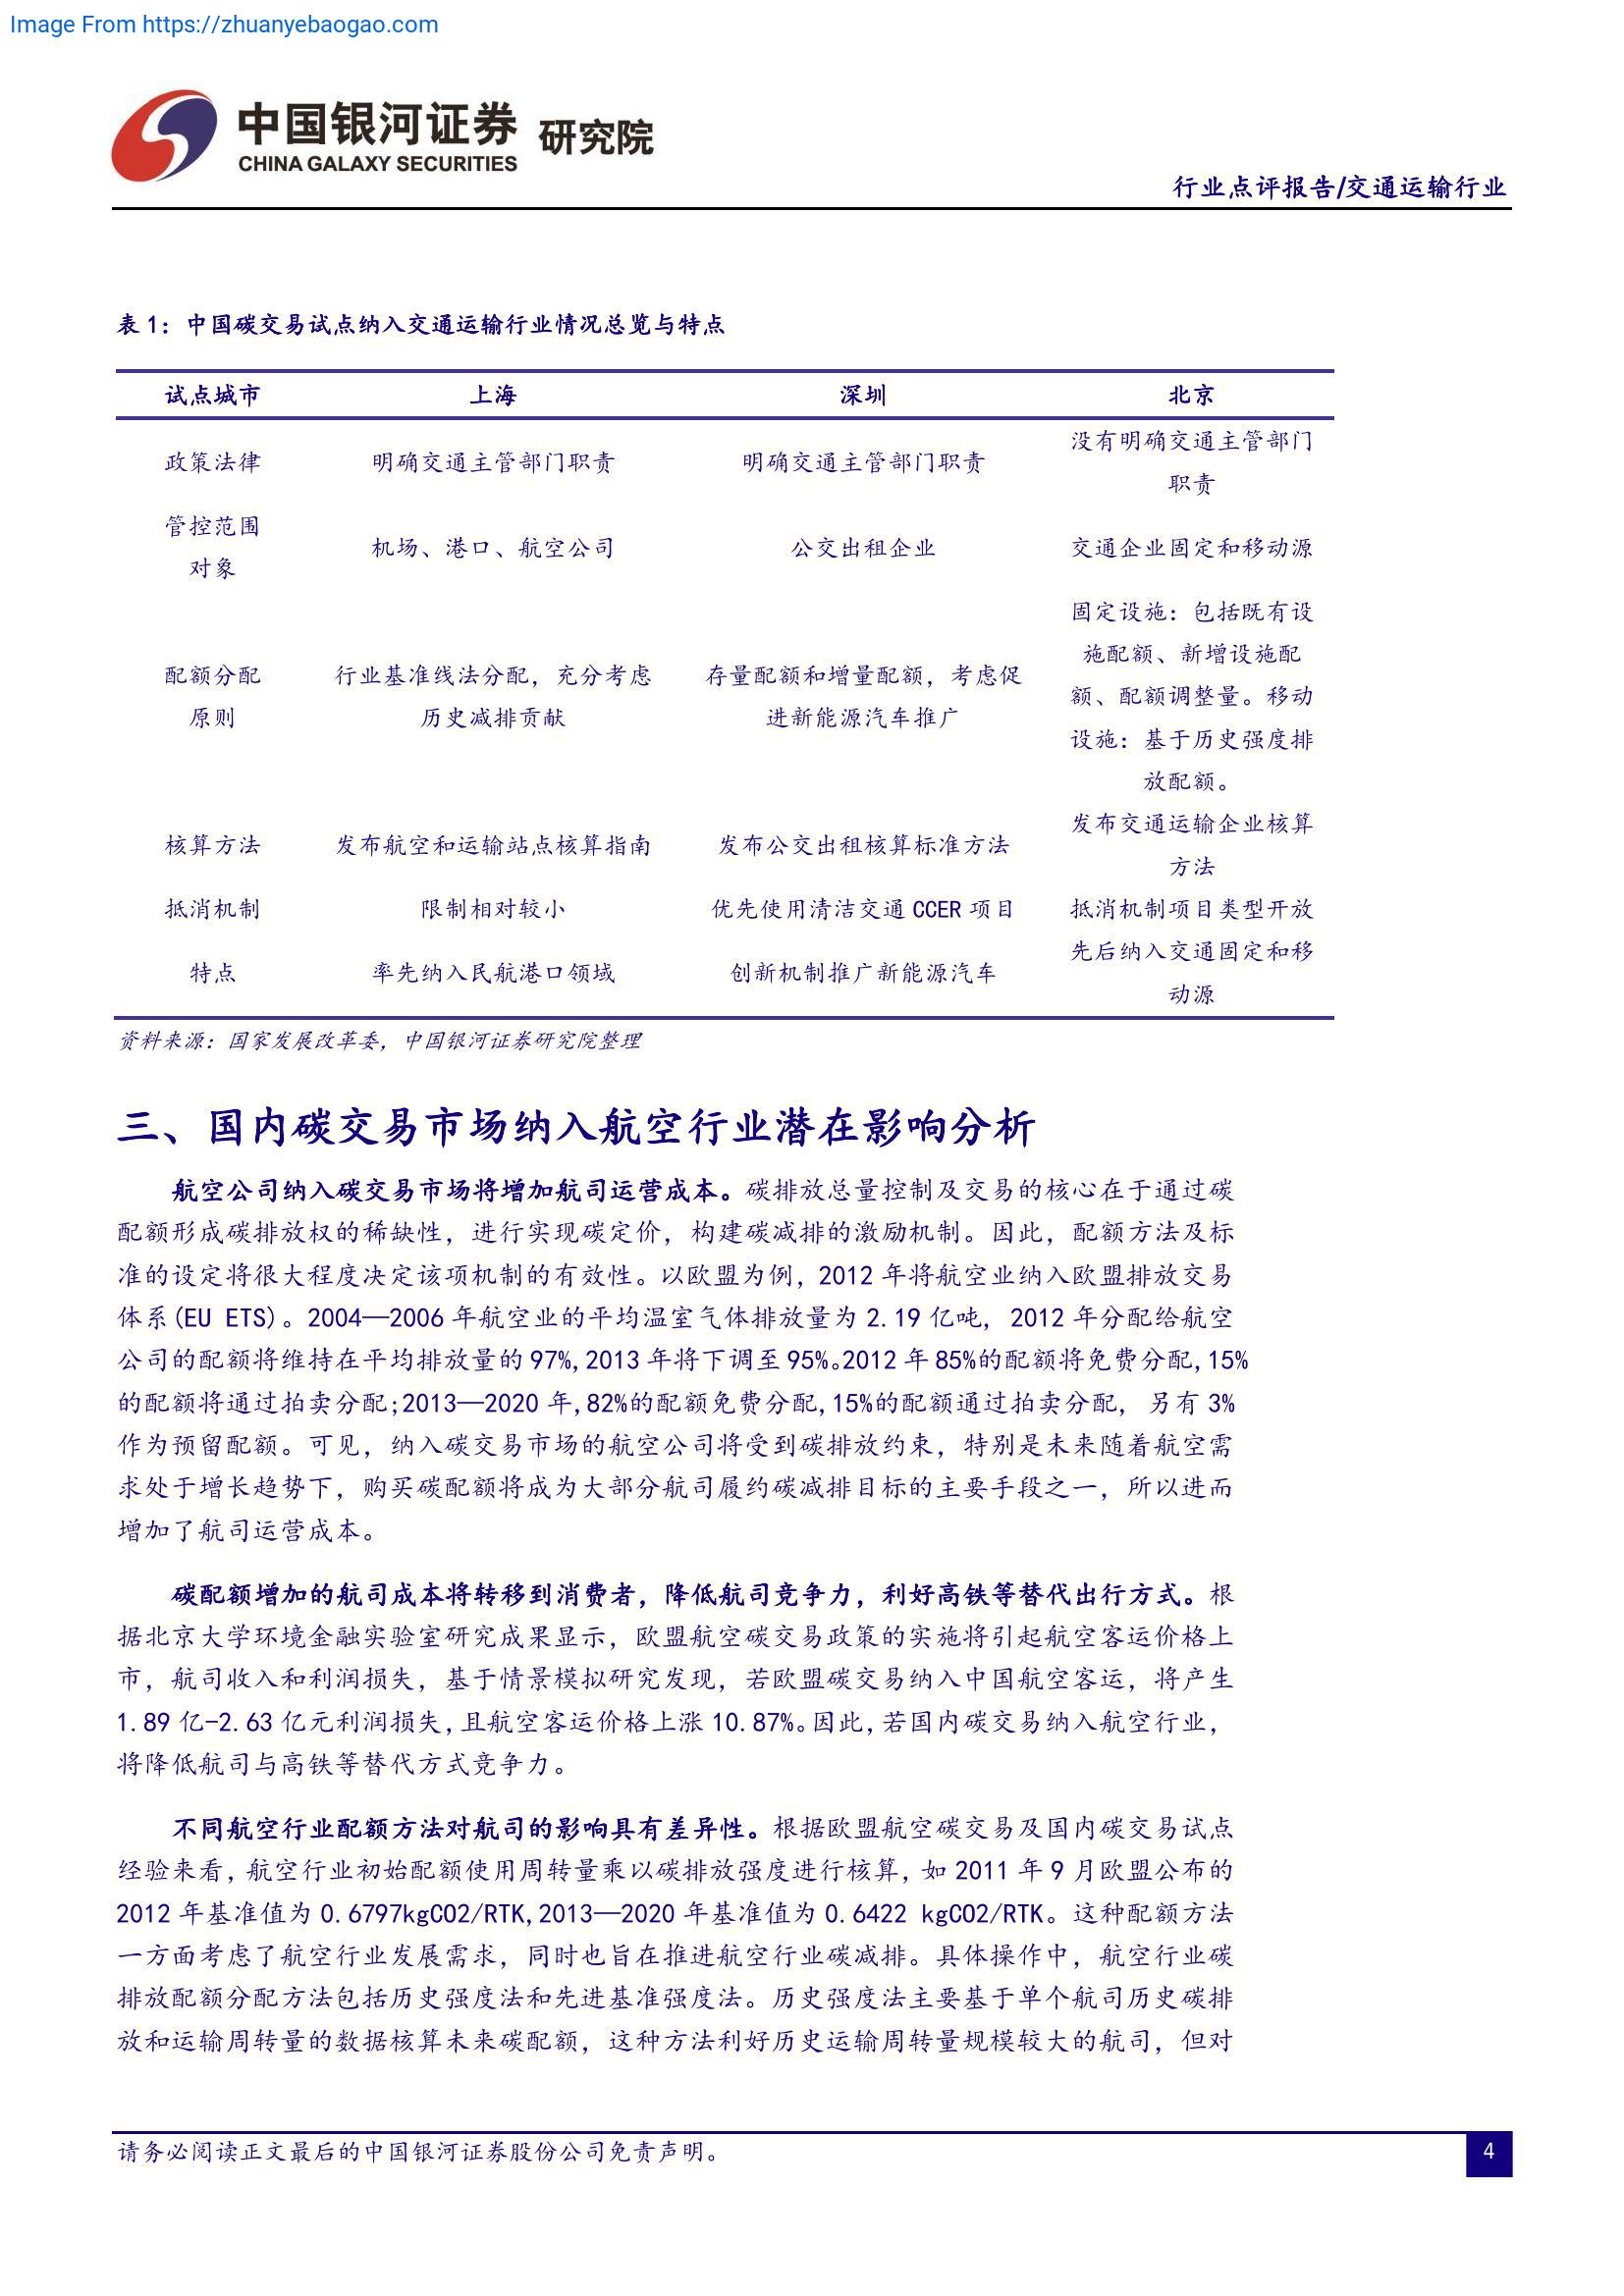 Image From https://zhuanyebaogao.com
中国银河证券 研究院
CHINA GALAXY SECURITIES
行业点评报告/交通运输行业
表 1：中国碳交易试点纳入交通运输行业情况总览与特点
试点城市 上海 深圳 北京
政策法律 明确交通主管部门职责 明确交通主管部门职责 没有明确交通主管部门
职责
管控范围
对象 机场、港口、航空公司 公交出租企业 交通企业固定和移动源
固定设施：包括既有设
施配额、新增设施配
配额分配 行业基准线法分配，充分考虑 存量配额和增量配额，考虑促 额、配额调整量。移动
原则 历史减排贡献 进新能源汽车推广 设施：基于历史强度排
放配额。
核算方法 发布航空和运输站点核算指南 发布公交出租核算标准方法 发布交通运输企业核算
方法
抵消机制 限制相对较小 优先使用清洁交通 CCER 项目 抵消机制项目类型开放
特点 率先纳入民航港口领域 创新机制推广新能源汽车 先后纳入交通固定和移
动源
资料来源：国家发展改革委，中国银河证券研究院整理
三、国内碳交易市场纳入航空行业潜在影响分析
航空公司纳入碳交易市场将增加航司运营成本。碳排放总量控制及交易的核心在于通过碳
配额形成碳排放权的稀缺性，进行实现碳定价，构建碳减排的激励机制。因此，配额方法及标
准的设定将很大程度决定该项机制的有效性。以欧盟为例，2012 年将航空业纳入欧盟排放交易
体系(EU ETS)。2004—2006 年航空业的平均温室气体排放量为 2.19 亿吨，2012 年分配给航空
公司的配额将维持在平均排放量的 97%,2013 年将下调至 95%。2012 年 85%的配额将免费分配,15%
的配额将通过拍卖分配;2013—2020 年,82%的配额免费分配,15%的配额通过拍卖分配，另有 3%
作为预留配额。可见，纳入碳交易市场的航空公司将受到碳排放约束，特别是未来随着航空需
求处于增长趋势下，购买碳配额将成为大部分航司履约碳减排目标的主要手段之一，所以进而
增加了航司运营成本。
碳配额增加的航司成本将转移到消费者，降低航司竞争力，利好高铁等替代出行方式。根
据北京大学环境金融实验室研究成果显示，欧盟航空碳交易政策的实施将引起航空客运价格上
市，航司收入和利润损失，基于情景模拟研究发现，若欧盟碳交易纳入中国航空客运，将产生
1.89 亿-2.63 亿元利润损失,且航空客运价格上涨 10.87%。因此,若国内碳交易纳入航空行业，
将降低航司与高铁等替代方式竞争力。
不同航空行业配额方法对航司的影响具有差异性。根据欧盟航空碳交易及国内碳交易试点
经验来看,航空行业初始配额使用周转量乘以碳排放强度进行核算,如 2011 年 9 月欧盟公布的
2012 年基准值为 0.6797kgCO2/RTK,2013—2020 年基准值为 0.6422 kgCO2/RTK。这种配额方法
一方面考虑了航空行业发展需求，同时也旨在推进航空行业碳减排。具体操作中，航空行业碳
排放配额分配方法包括历史强度法和先进基准强度法。历史强度法主要基于单个航司历史碳排
放和运输周转量的数据核算未来碳配额，这种方法利好历史运输周转量规模较大的航司，但对
请务必阅读正文最后的中国银河证券股份公司免责声明。
4